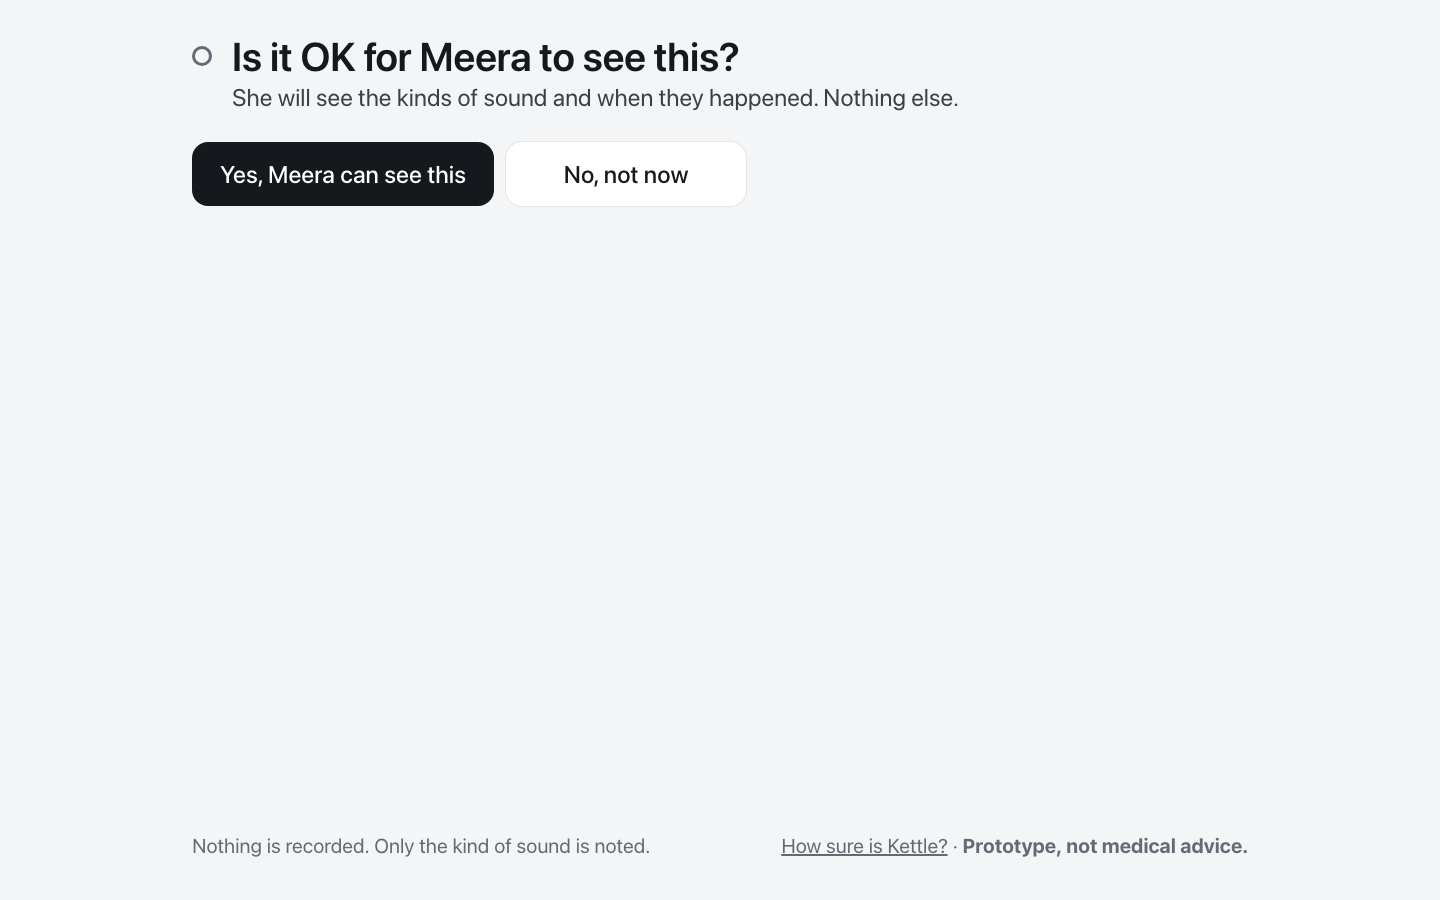 Is it OK for Meera to see this?
She will see the kinds of sound and when they happened. Nothing else.
Yes, Meera can see this
No, not now
Nothing is recorded. Only the kind of sound is noted.
How sure is Kettle? · Prototype, not medical advice.